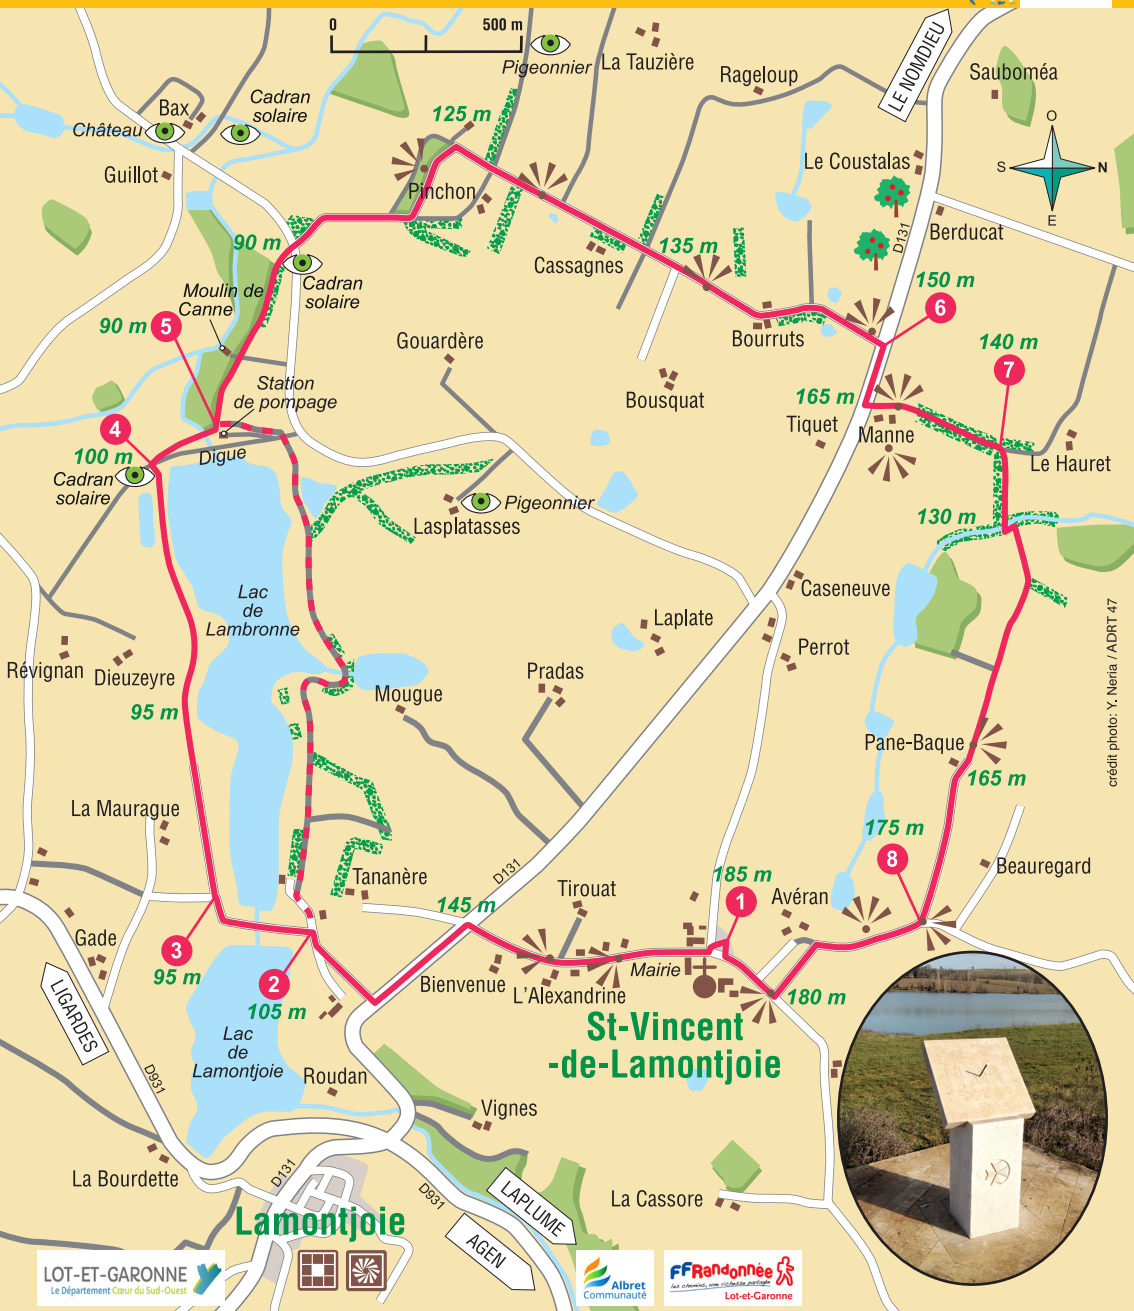 0
500 m
Pigeonnier
La Tauzière
Rageloup
LE NOMDIEU
Sauboméa
Bax
Cadran
solaire
Château
125 m
O
S
N
E
Guillot
Pinchon
Le Coustalas
D131
Berducat
90 m
Cadran
solaire
135 m
Cassagnes
Moulin de
Canne
150 m
6
90 m
5
Gouardère
Bourruts
140 m
7
Station
de pompage
Bousquat
165 m
Tiquet
Manne
4
100 m
Cadran
solaire
Digue
Le Hauret
Pigeonnier
Lasplatasses
130 m
Lac
de
Lambronne
Caseneuve
Laplate
Perrot
crédit photo: Y. Neria / ADRT 47
Révignan
Dieuzeyre
Pradas
Mougue
95 m
Pane-Baque
165 m
La Maurague
175 m
8
Beauregard
D131
Tananère
Tirouat
185 m
1
Avéran
145 m
Gade
3
95 m
2
105 m
Bienvenue
L'Alexandrine
Mairie
180 m
LIGARDES
St-Vincent
-de-Lamontjoie
Lac
de
Lamontjoie
D931
Roudan
Vignes
La Bourdette
D131
D931
LAPLUME
La Cassore
Lamontjoie
AGEN
LOT-ET-GARONNE
Le Département Cœur du Sud-Ouest
Albret
Communauté
FFRandonnée
les chemins, une richesse partagée
Lot-et-Garonne